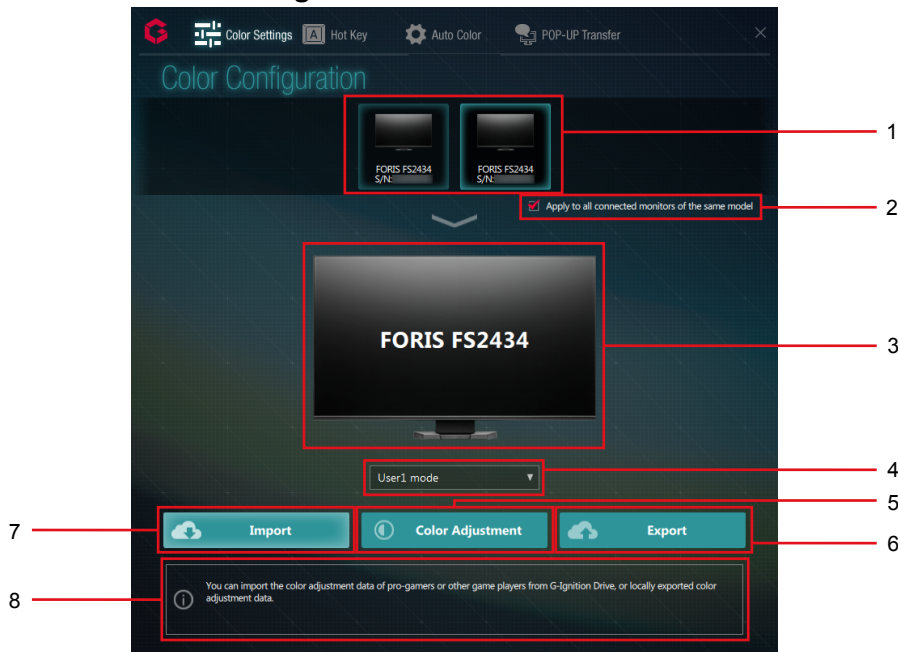 Color Settings A Hot Key Auto Color POP-UP Transfer
Color Configuration
1
FORIS FS2434 FORIS FS2434
S/N: S/N:
Apply to all connected monitors of the same model 2
FORIS FS2434 3
User1 mode 4
5
7 Import Color Adjustment Export
6
You can import the color adjustment data of pro-gamers or other game players from G-Ignition Drive, or locally exported color
8 adjustment data.